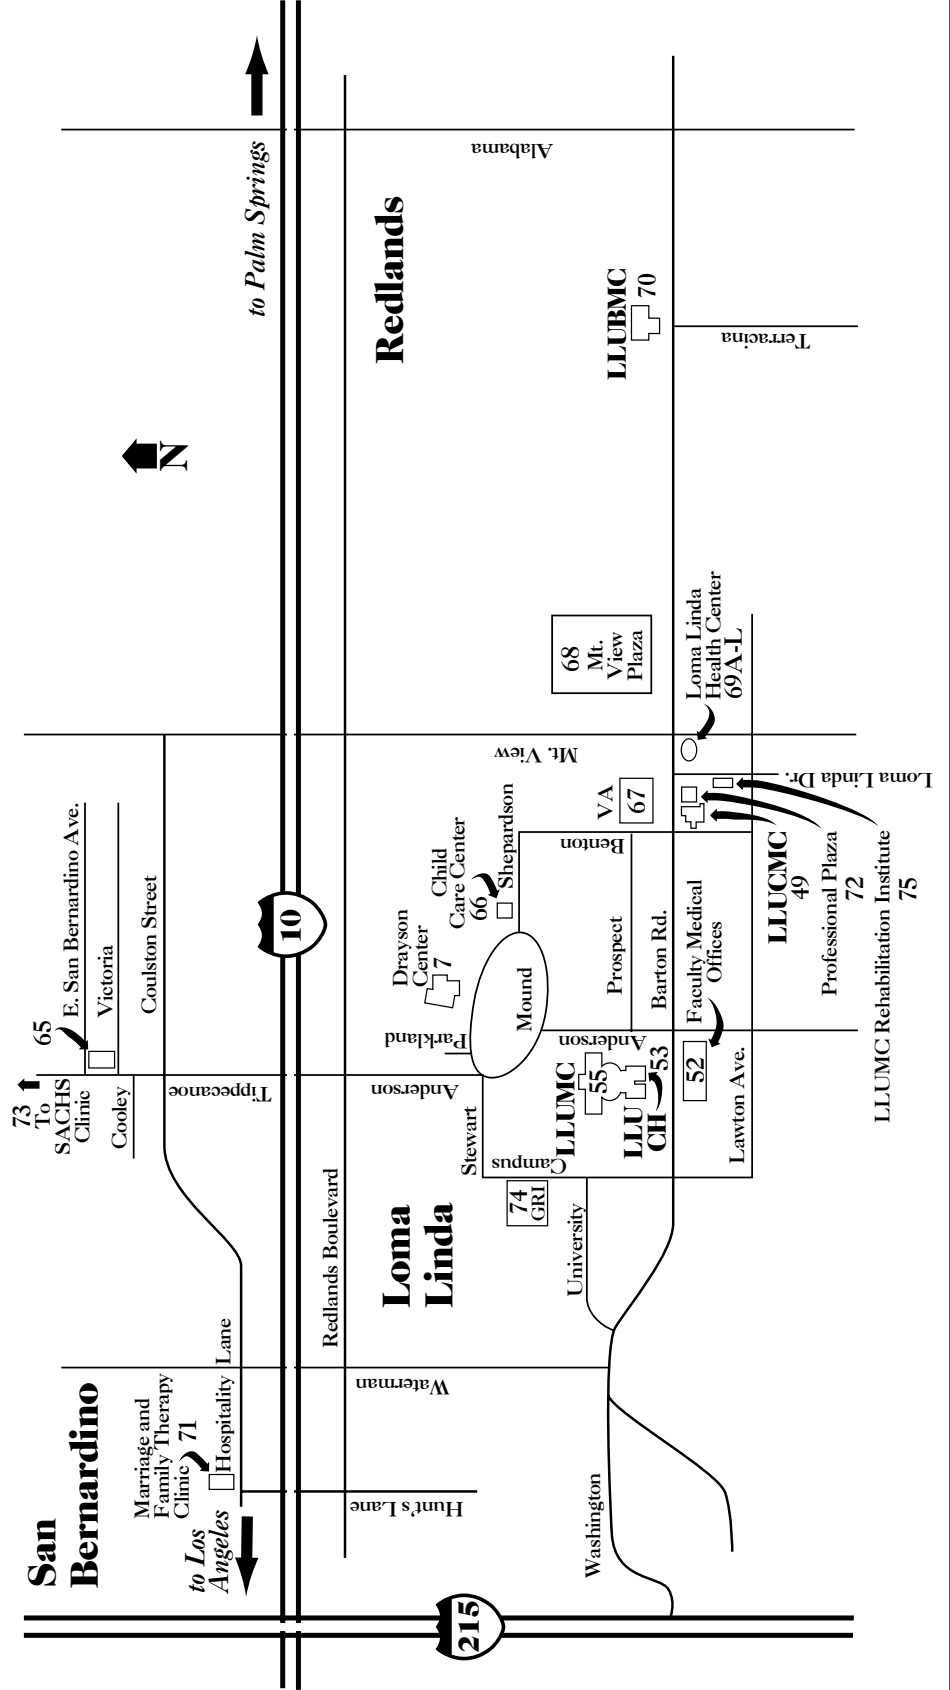 San
Bernardino
to Los
Angeles
Marriage and
Family Therapy
Clinic
71
Hospitality Lane
Hunt's Lane
Waterman
215
Washington
Redlands Boulevard
Loma
Linda
73
To
SACHS
Clinic
65
E. San Bernardino Ave.
Victoria
Cooley
Coulston Street
Tippecanoe
10
Anderson
Parkland
Drayson
Center
7
Child
Care Center
66
Shepardson
Mound
Stewart
Campus
74
GRI
University
LLUMC
55
LLU
CH
53
Anderson
Prospect
Barton Rd.
Benton
VA
67
Mt. View
68
Mt.
View
Plaza
52
Faculty Medical
Offices
Lawton Ave.
LLUCMC
49
Professional Plaza
72
LLUMC Rehabilitation Institute
75
Loma Linda Dr.
Loma Linda
Health Center
69A-L
N
Redlands
LLUBMC
70
Terracina
Alabama
to Palm Springs